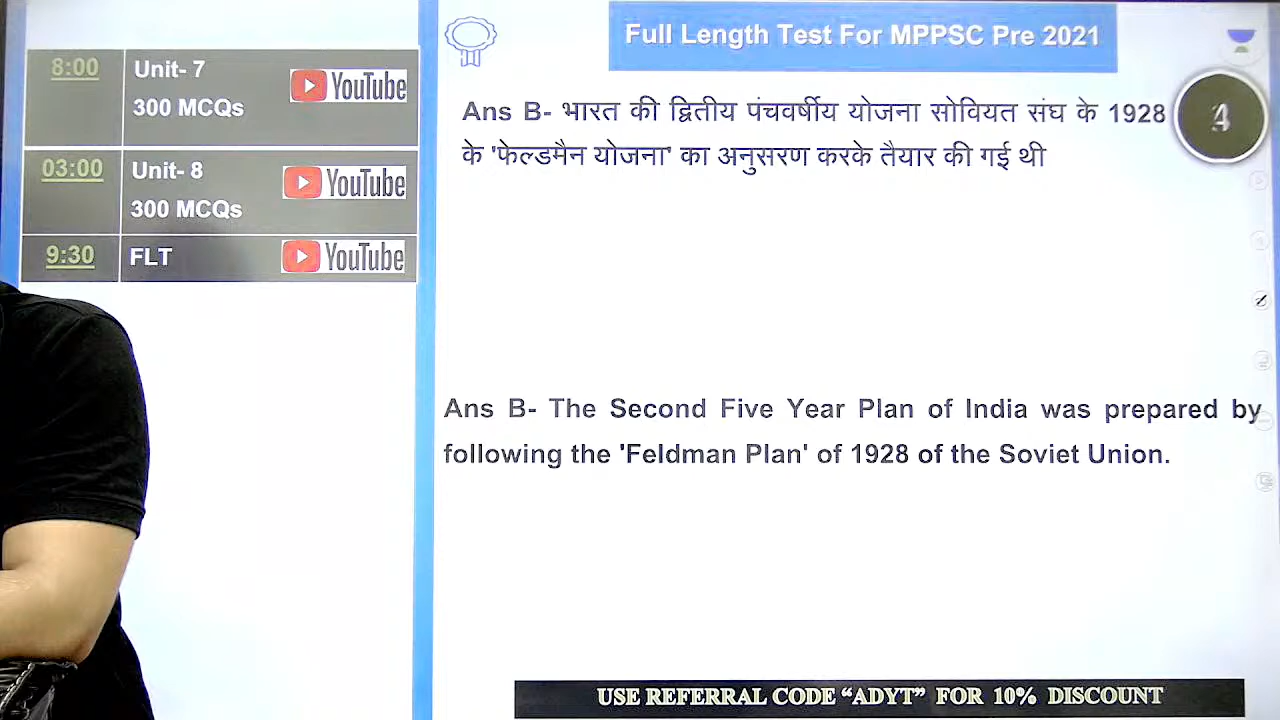 8:00
Unit- 7
300 MCQs
YouTube
03:00
Unit- 8
300 MCQs
YouTube
9:30
FLT
YouTube
Full Length Test For MPPSC Pre 2021
Ans B- भारत की द्वितीय पंचवर्षीय योजना सोवियत संघ के 1928
के 'फेल्डमैन योजना' का अनुसरण करके तैयार की गई थी
Ans B- The Second Five Year Plan of India was prepared by
following the 'Feldman Plan' of 1928 of the Soviet Union.
USE REFERRAL CODE “ADYT” FOR 10% DISCOUNT